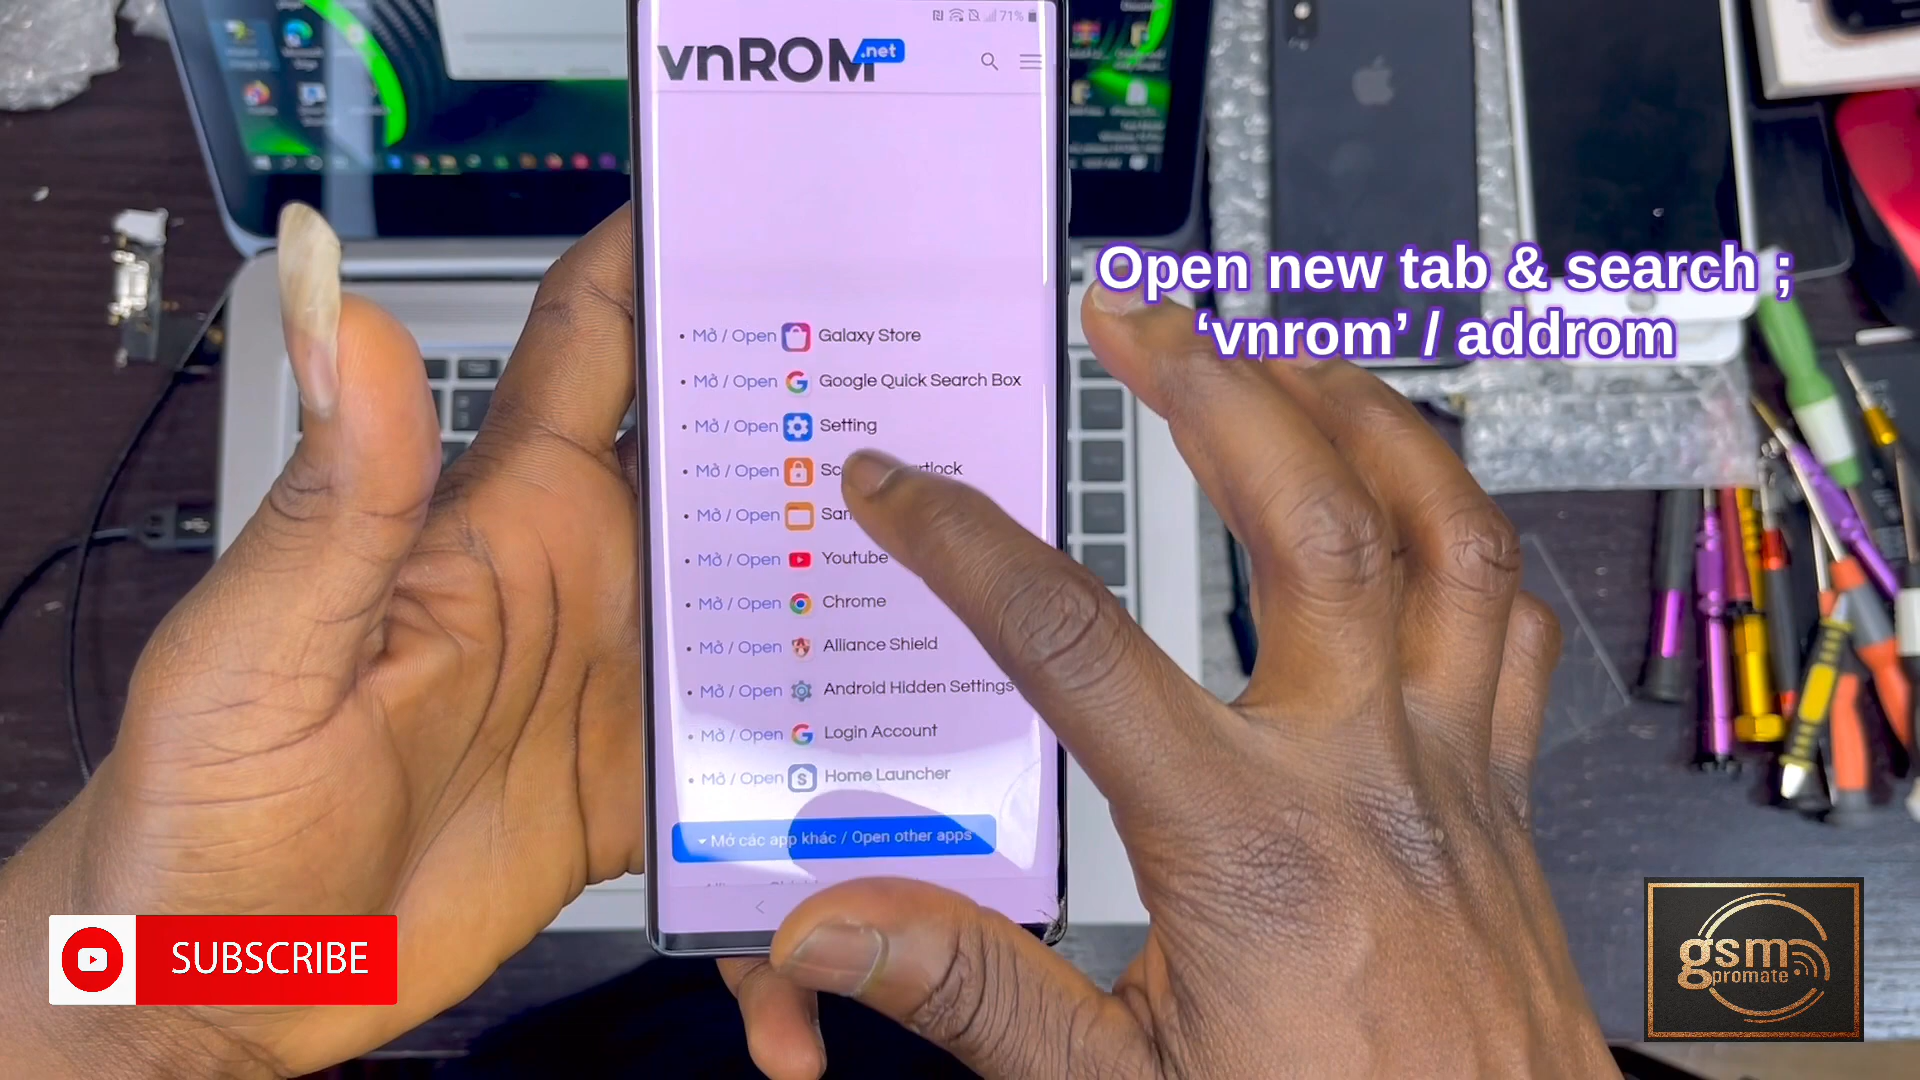 71%
vnROM.net
• Mở / Open Galaxy Store
• Mở / Open Google Quick Search Box
• Mở / Open Setting
• Mở / Open
• Mở / Open
• Mở / Open Youtube
• Mở / Open Chrome
• Mở / Open Alliance Shield
• Mở / Open Android Hidden Settings
• Mở / Open Login Account
• Mở / Open Home Launcher
Mở các app khác / Open other apps
Open new tab & search ;
‘vnrom’ / addrom
SUBSCRIBE
gsm
promate